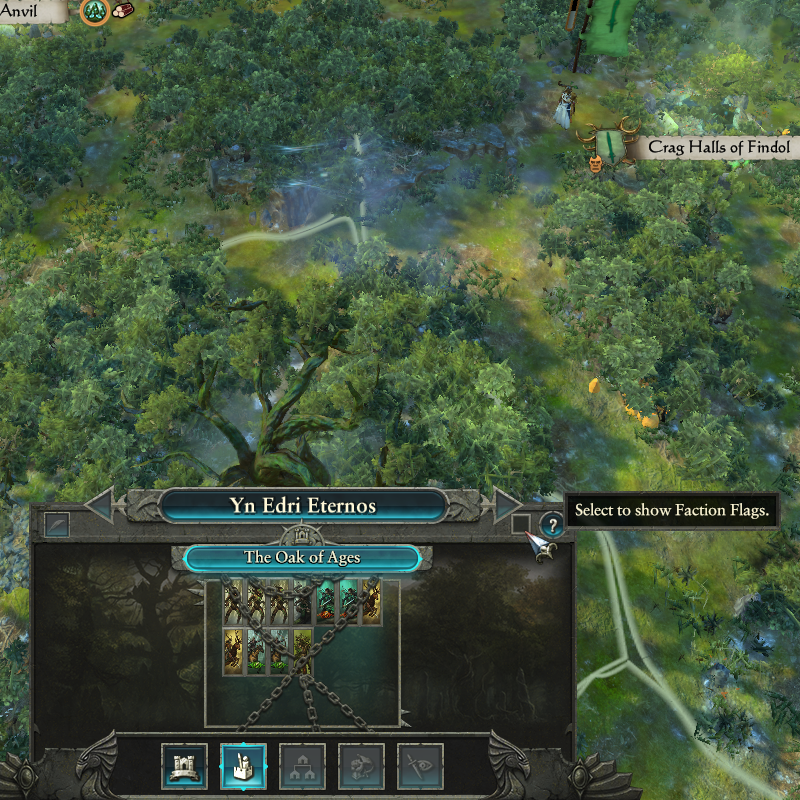 Anvil
Crag Halls of Findol
Yn Edri Eternos
?
Select to show Faction Flags.
The Oak of Ages